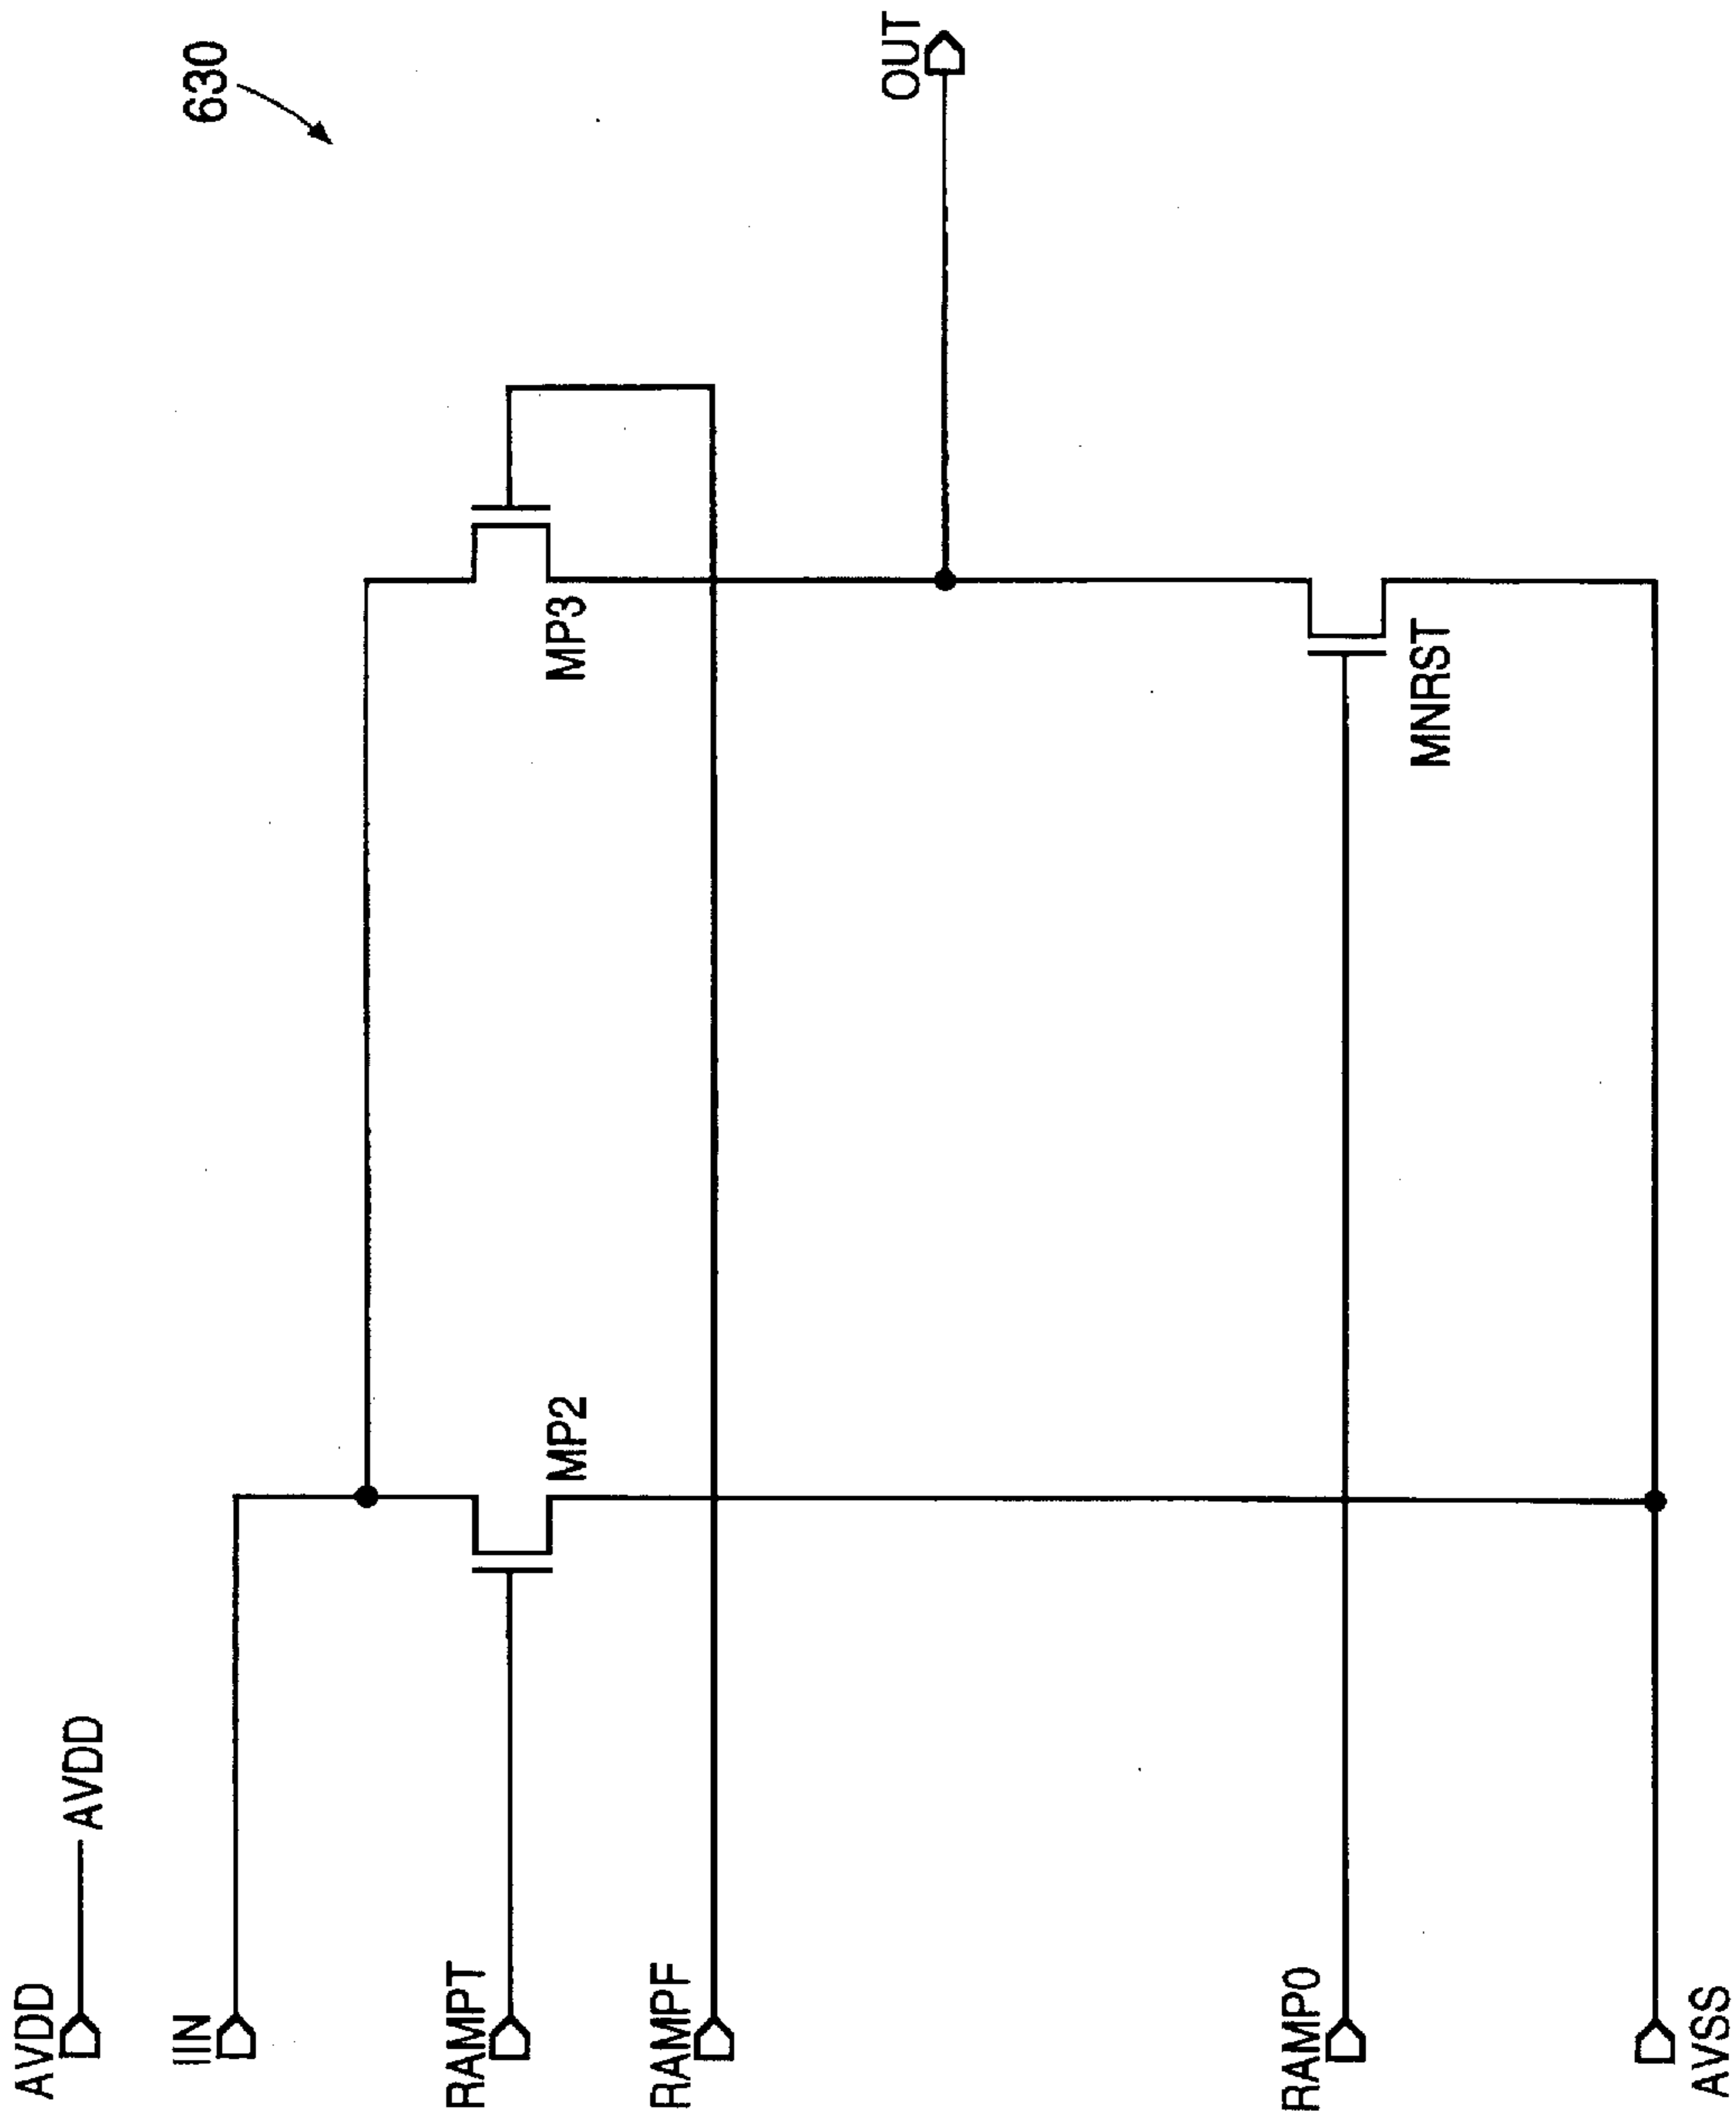 630
AVDD
AVDD
IIN
RAMPT
RAMPF
RAMP0
AVSS
MP2
MP3
MNRST
OUT